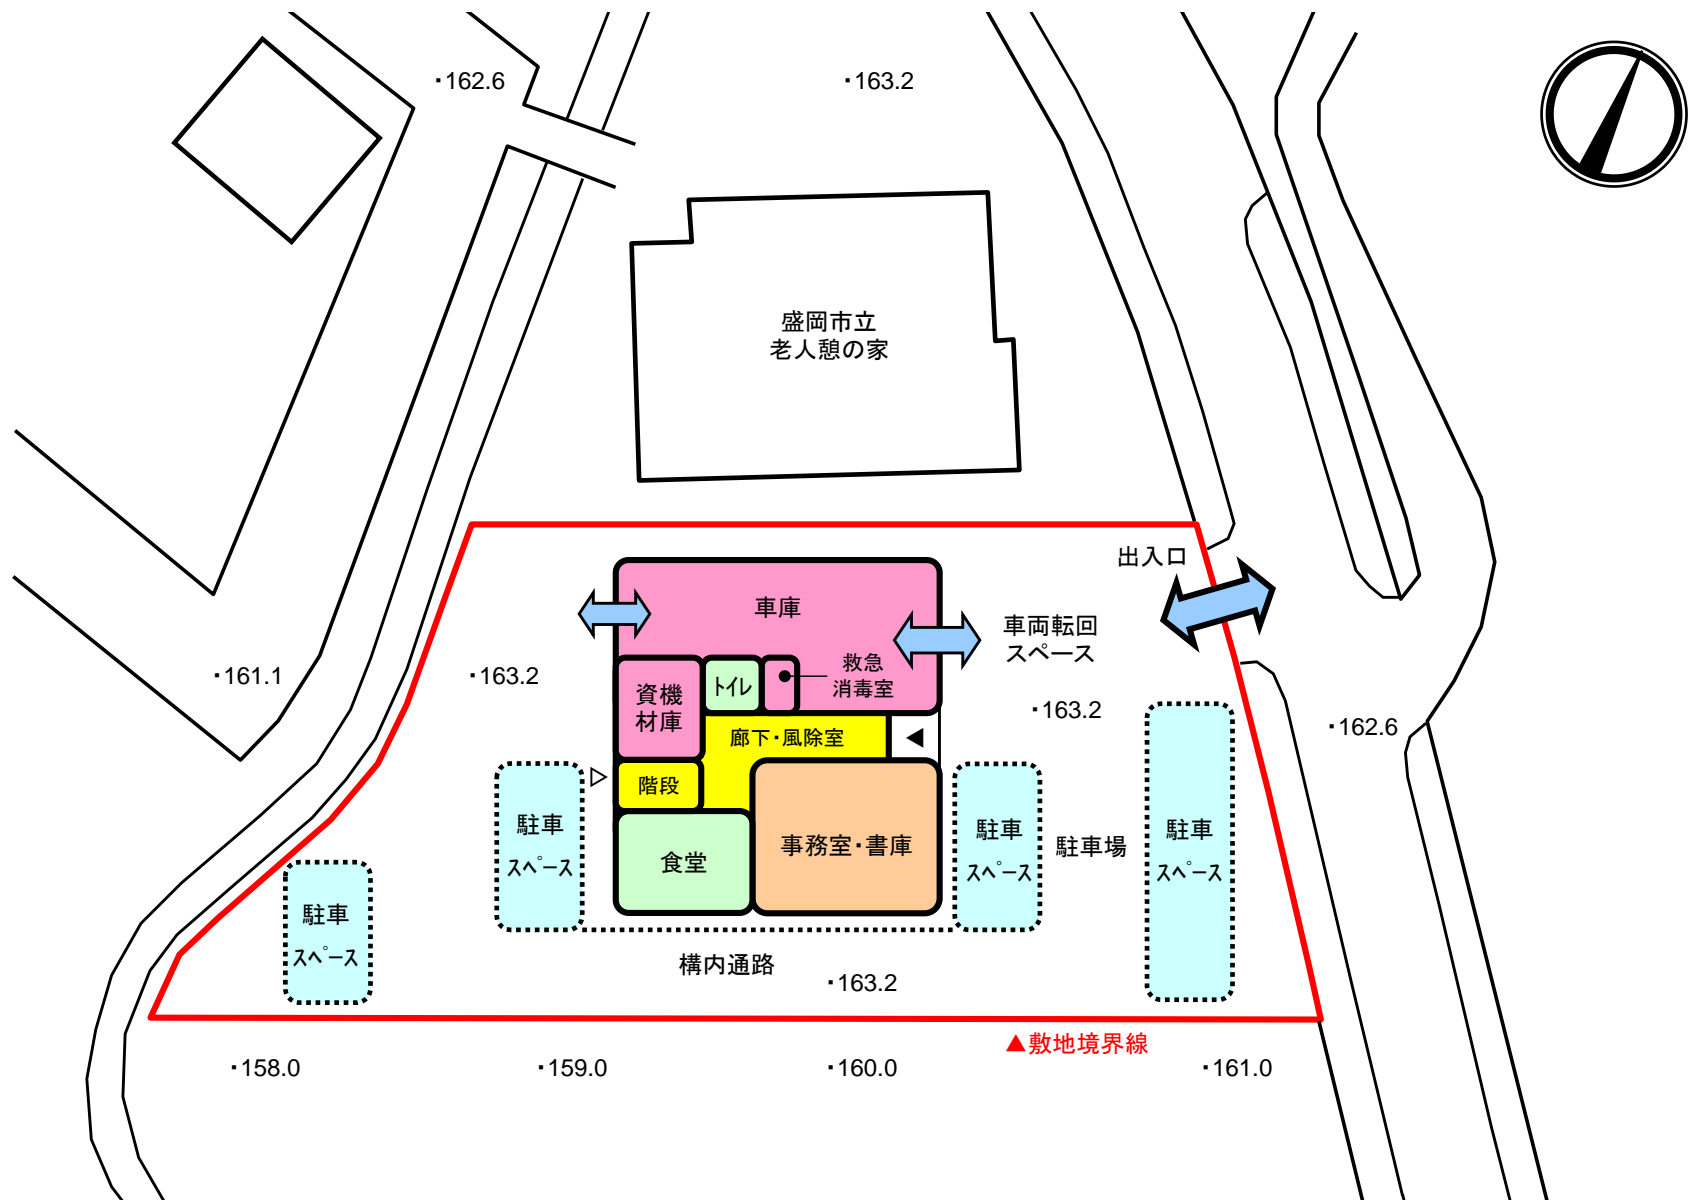 ・162.6
・163.2
盛岡市立
老人憩の家
出入口
車庫
車両転回
スペース
救急
消毒室
トイレ
資機
材庫
・161.1
・163.2
・163.2
・162.6
廊下・風除室
◀
階段
▷
駐車
スペース
食堂
事務室・書庫
駐車
スペース
駐車場
駐車
スペース
駐車
スペース
構内通路
・163.2
▲敷地境界線
・158.0
・159.0
・160.0
・161.0